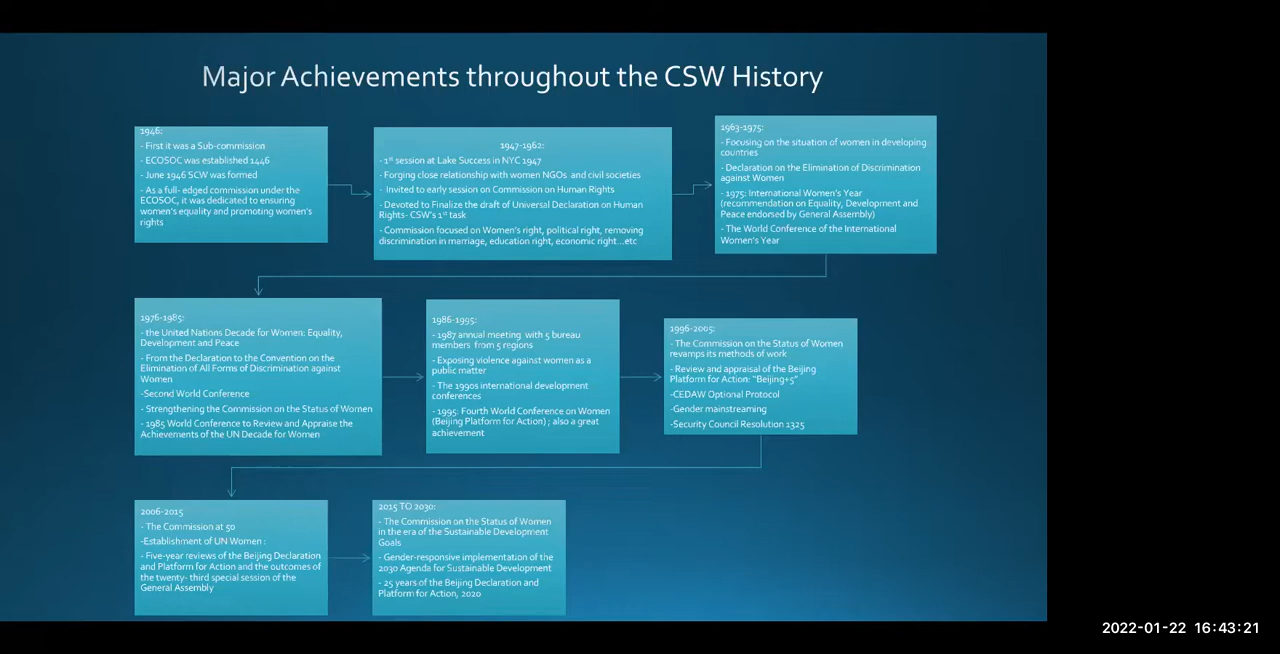 Major Achievements throughout the CSW History
1946:
- First it was a Sub-commission
- ECOSOC was established 1446
- June 1946 SCW was formed
- As a full- edged commission under the
ECOSOC, it was dedicated to ensuring
women's equality and promoting women's
rights
1947-1962:
- 1st session at Lake Success in NYC 1947
- Forging close relationship with women NGOs and civil societies
- Invited to early session on Commission on Human Rights
- Devoted to Finalize the draft of Universal Declaration on Human
Rights- CSW's 1st task
- Commission focused on Women's right, political right, removing
discrimination in marriage, education right, economic right...etc
1963-1975:
- Focusing on the situation of women in developing
countries
- Declaration on the Elimination of Discrimination
against Women
- 1975: International Women's Year
(recommendation on Equality, Development and
Peace endorsed by General Assembly)
- The World Conference of the International
Women's Year
1976-1985:
- the United Nations Decade for Women: Equality,
Development and Peace
- From the Declaration to the Convention on the
Elimination of All Forms of Discrimination against
Women
-Second World Conference
- Strengthening the Commission on the Status of Women
- 1985 World Conference to Review and Appraise the
Achievements of the UN Decade for Women
1986-1995:
- 1987 annual meeting with 5 bureau
members from 5 regions
- Exposing violence against women as a
public matter
- The 1990s international development
conferences
- 1995: Fourth World Conference on Women
(Beijing Platform for Action) ; also a great
achievement
1996-2005:
- The Commission on the Status of Women
revamps its methods of work
- Review and appraisal of the Beijing
Platform for Action: "Beijing+5"
-CEDAW Optional Protocol
-Gender mainstreaming
-Security Council Resolution 1325
2006-2015
- The Commission at 50
-Establishment of UN Women :
- Five-year reviews of the Beijing Declaration
and Platform for Action and the outcomes of
the twenty- third special session of the
General Assembly
2015 TO 2030:
- The Commission on the Status of Women
in the era of the Sustainable Development
Goals
- Gender-responsive implementation of the
2030 Agenda for Sustainable Development
- 25 years of the Beijing Declaration and
Platform for Action, 2020
2022-01-22 16:43:21